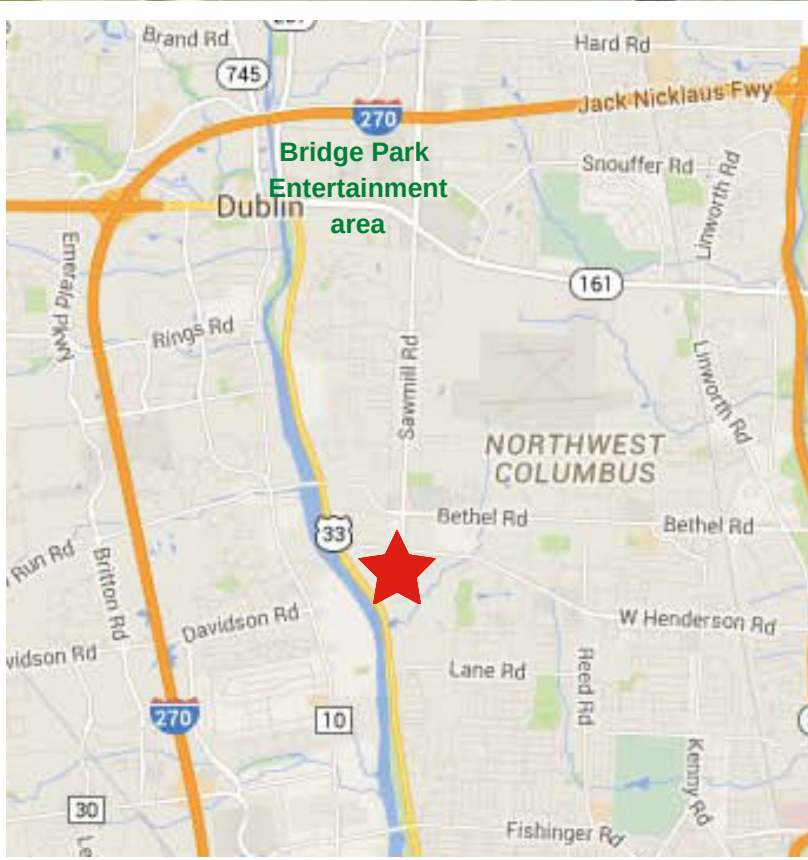 Brand Rd
Hard Rd
745
270
Jack Nicklaus Fwy
Bridge Park
Entertainment
area
Dublin
Snouffer Rd
Linworth Rd
Emerald Pkwy
161
Rings Rd
Sawmill Rd
Linworth Rd
NORTHWEST
COLUMBUS
33
Bethel Rd
Bethel Rd
Run Rd
Britton Rd
Davidson Rd
vidson Rd
W Henderson Rd
Lane Rd
Reed Rd
270
10
Kenny Rd
30
Le
Fishinger Rd